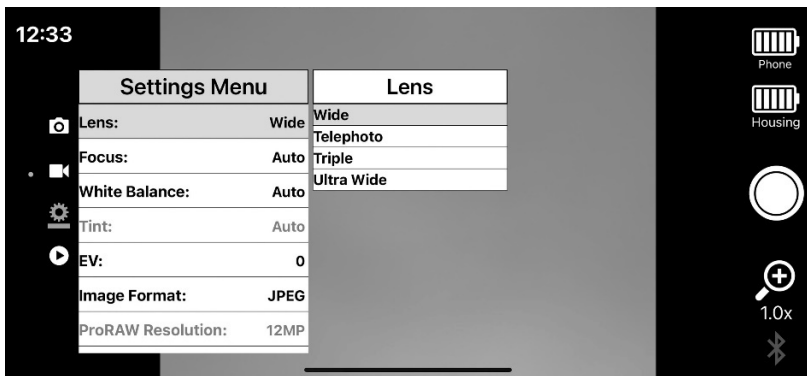 12:33
Phone
Housing
1.0x
Settings Menu
Lens: Wide
Focus: Auto
White Balance: Auto
Tint: Auto
EV: 0
Image Format: JPEG
ProRAW Resolution: 12MP
Lens
Wide
Telephoto
Triple
Ultra Wide